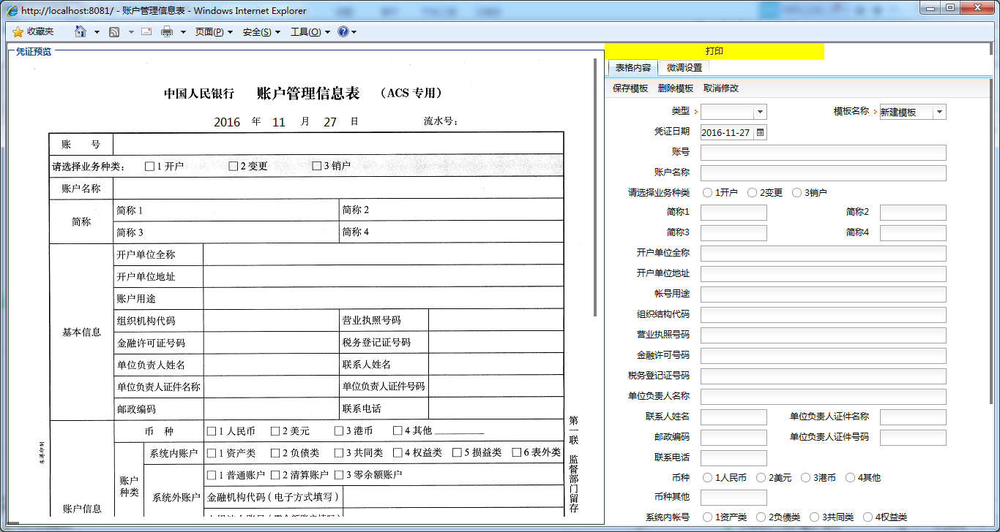 http://localhost:8081/ - 账户管理信息表 - Windows Internet Explorer
收藏夹 页面(P) 安全(S) 工具(O)
凭证预览
中国人民银行 账户管理信息表 （ACS 专用）
2016 年 11 月 27 日 流水号：
账 号
请选择业务种类： 1 开户 2 变更 3 销户
账户名称
简称 简称 1 简称 2
简称 3 简称 4
基本信息
开户单位全称
开户单位地址
账户用途
组织机构代码 营业执照号码
金融许可证号码 税务登记证号码
单位负责人姓名 联系人姓名
单位负责人证件名称 单位负责人证件号码
邮政编码 联系电话
账户信息
币 种 1 人民币 2 美元 3 港币 4 其他
账户种类
系统内账户 1 资产类 2 负债类 3 共同类 4 权益类 5 损益类 6 表外类
系统外账户 1 普通账户 2 清算账户 3 零余额账户
金融机构代码（电子方式填写）
第一联 监督部门留存
打印
表格内容 微调设置
保存模板 删除模板 取消修改
类型 模板名称 新建模板
凭证日期 2016-11-27
账号
账户名称
请选择业务种类 1开户 2变更 3销户
简称1 简称2
简称3 简称4
开户单位全称
开户单位地址
帐号用途
组织结构代码
营业执照号码
金融许可号码
税务登记证号码
单位负责人名称
联系人姓名 单位负责人证件名称
邮政编码 单位负责人证件号码
联系电话
币种 1人民币 2美元 3港币 4其他
币种其他
系统内帐号 1资产类 2负债类 3共同类 4权益类